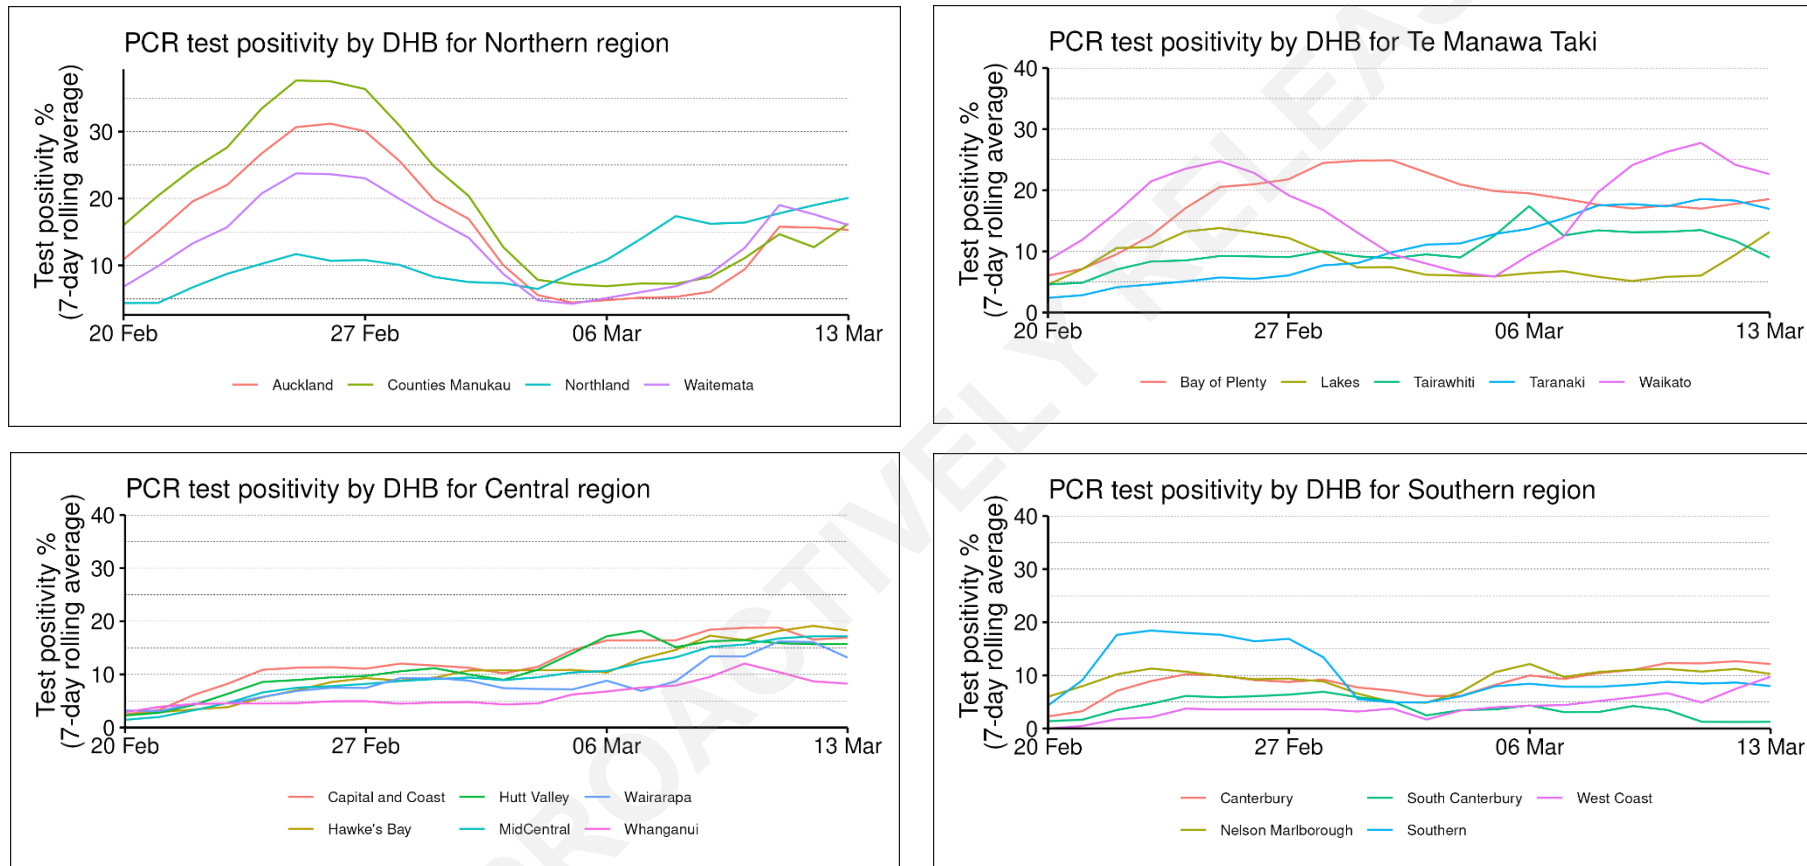 PCR test positivity by DHB for Northern region
Test positivity %
(7-day rolling average)
30
20
10
20 Feb
27 Feb
06 Mar
13 Mar
Auckland
Counties Manukau
Northland
Waitemata
PCR test positivity by DHB for Te Manawa Taki
Test positivity %
(7-day rolling average)
40
30
20
10
0
20 Feb
27 Feb
06 Mar
13 Mar
Bay of Plenty
Lakes
Tairawhiti
Taranaki
Waikato
PCR test positivity by DHB for Central region
Test positivity %
(7-day rolling average)
40
30
20
10
0
20 Feb
27 Feb
06 Mar
13 Mar
Capital and Coast
Hutt Valley
Wairarapa
Hawke's Bay
MidCentral
Whanganui
PCR test positivity by DHB for Southern region
Test positivity %
(7-day rolling average)
40
30
20
10
0
20 Feb
27 Feb
06 Mar
13 Mar
Canterbury
South Canterbury
West Coast
Nelson Marlborough
Southern
PROACTIVELY RELEAS